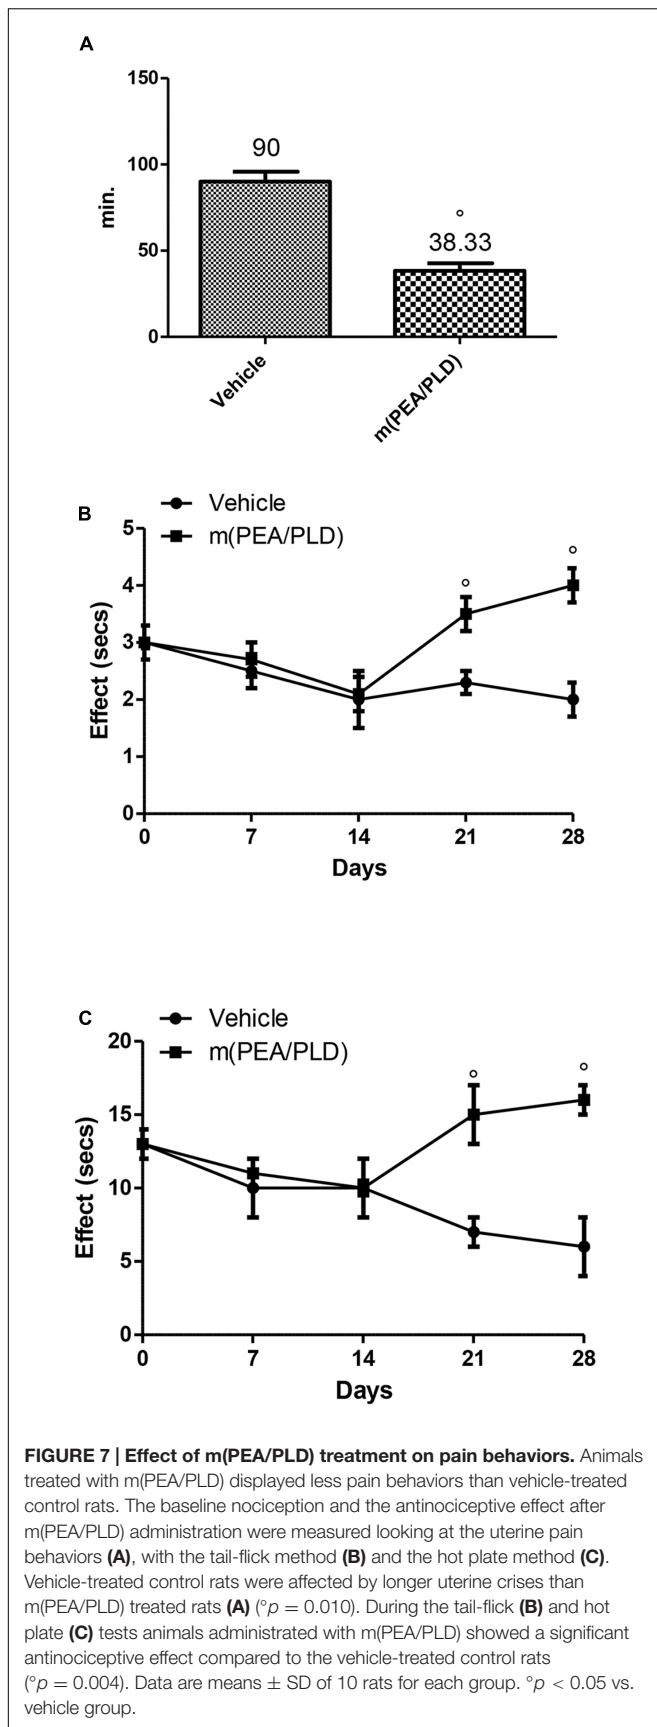 A
150
100
50
0
min.
90
°
38.33
Vehicle
m(PEA/PLD)
B
Vehicle
m(PEA/PLD)
5
4
3
2
1
0
Effect (secs)
° °
0 7 14 21 28
Days
C
Vehicle
m(PEA/PLD)
20
15
10
5
0
Effect (secs)
° °
0 7 14 21 28
Days
FIGURE 7 | Effect of m(PEA/PLD) treatment on pain behaviors. Animals
treated with m(PEA/PLD) displayed less pain behaviors than vehicle-treated
control rats. The baseline nociception and the antinociceptive effect after
m(PEA/PLD) administration were measured looking at the uterine pain
behaviors (A), with the tail-flick method (B) and the hot plate method (C).
Vehicle-treated control rats were affected by longer uterine crises than
m(PEA/PLD) treated rats (A) (°p = 0.010). During the tail-flick (B) and hot
plate (C) tests animals administrated with m(PEA/PLD) showed a significant
antinociceptive effect compared to the vehicle-treated control rats
(°p = 0.004). Data are means ± SD of 10 rats for each group. °p < 0.05 vs.
vehicle group.